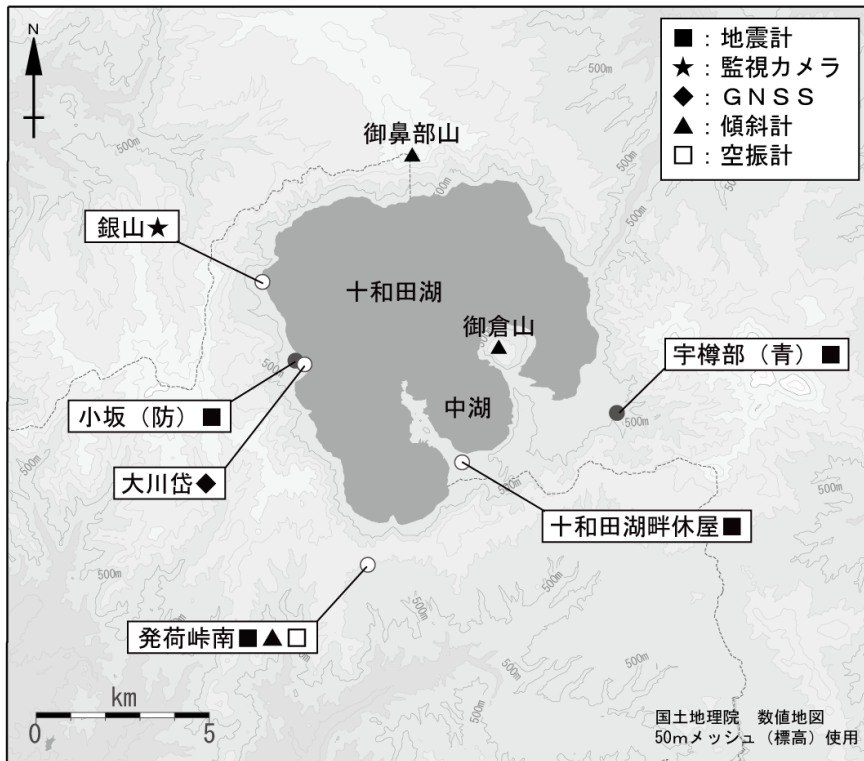 N
■：地震計
★：監視カメラ
◆：ＧＮＳＳ
▲：傾斜計
□：空振計
500m
500m
500m
御鼻部山
▲
500m
500m
銀山★
十和田湖
御倉山
▲
宇樽部（青）■
500m
小坂（防）■
中湖
500m
大川岱◆
500m
十和田湖畔休屋■
500m
500m
500m
発荷峠南■▲□
500m
km
0 5
国土地理院　数値地図
50mメッシュ（標高）使用